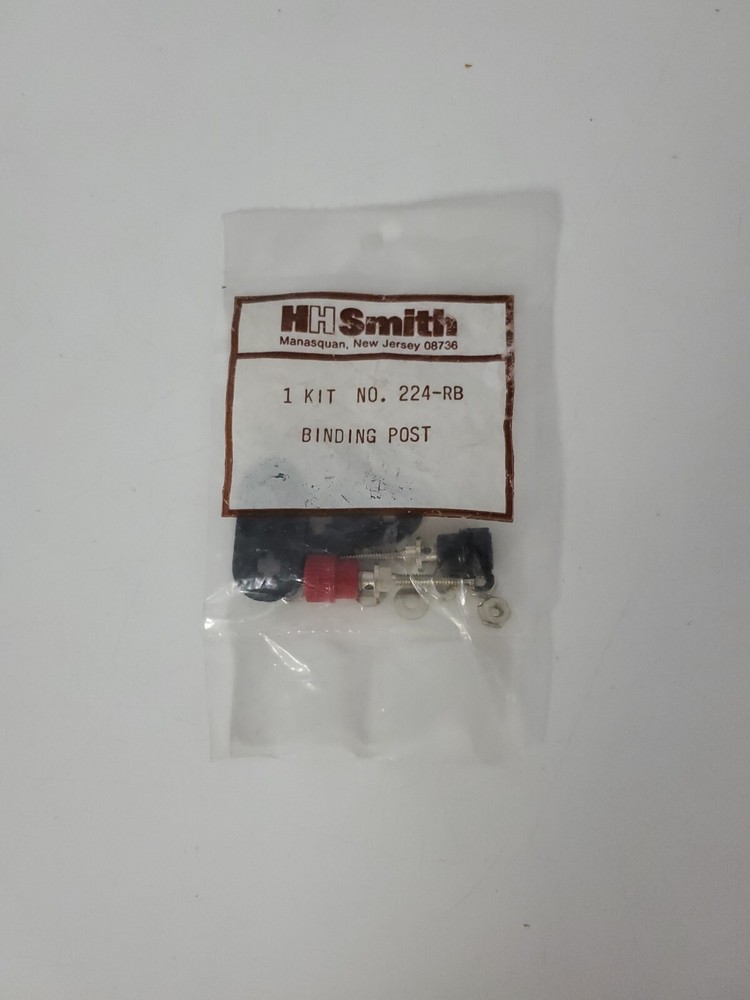 HHSmith
Manasquan, New Jersey 08736
1 KIT NO. 224-RB
BINDING POST